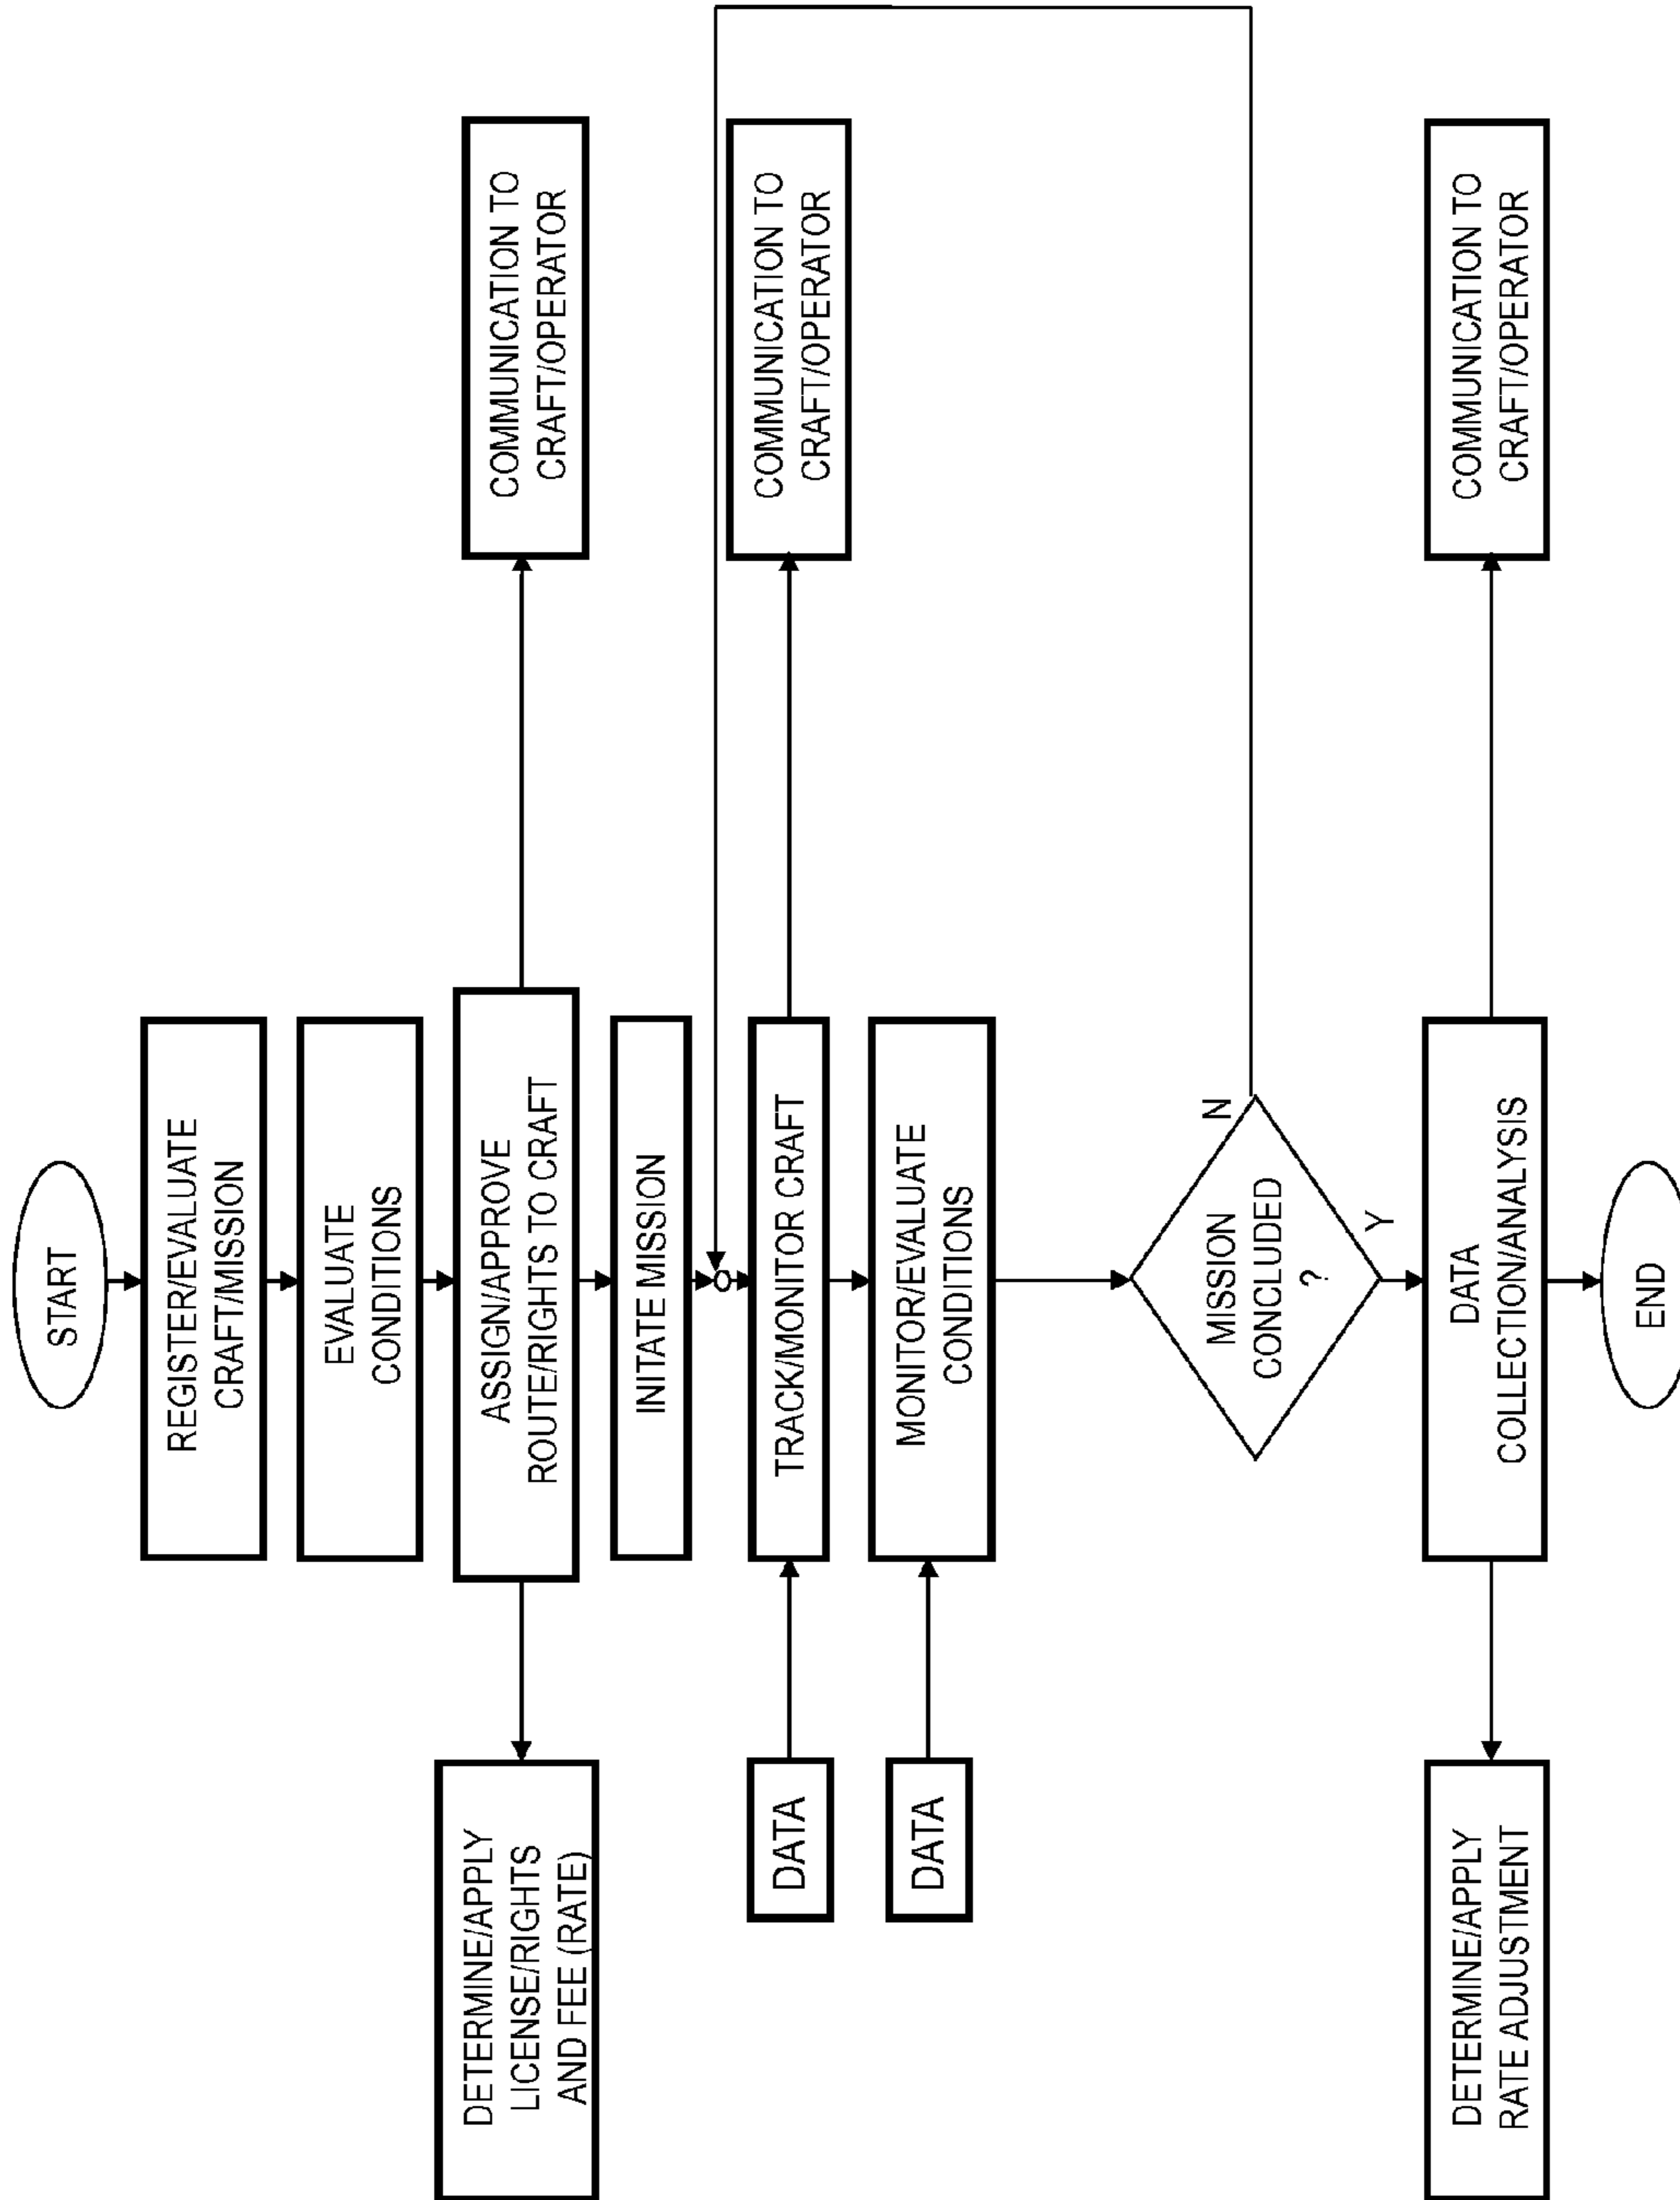 START
REGISTER/EVALUATE
CRAFT/MISSION
EVALUATE
CONDITIONS
DETERMINE/APPLY
LICENSE/RIGHTS
AND FEE (RATE)
ASSIGN/APPROVE
ROUTE/RIGHTS TO CRAFT
COMMUNICATION TO
CRAFT/OPERATOR
INITATE MISSION
DATA
TRACK/MONITOR CRAFT
COMMUNICATION TO
CRAFT/OPERATOR
DATA
MONITOR/EVALUATE
CONDITIONS
MISSION
CONCLUDED
?
N
Y
DETERMINE/APPLY
RATE ADJUSTMENT
DATA
COLLECTION/ANALYSIS
COMMUNICATION TO
CRAFT/OPERATOR
END